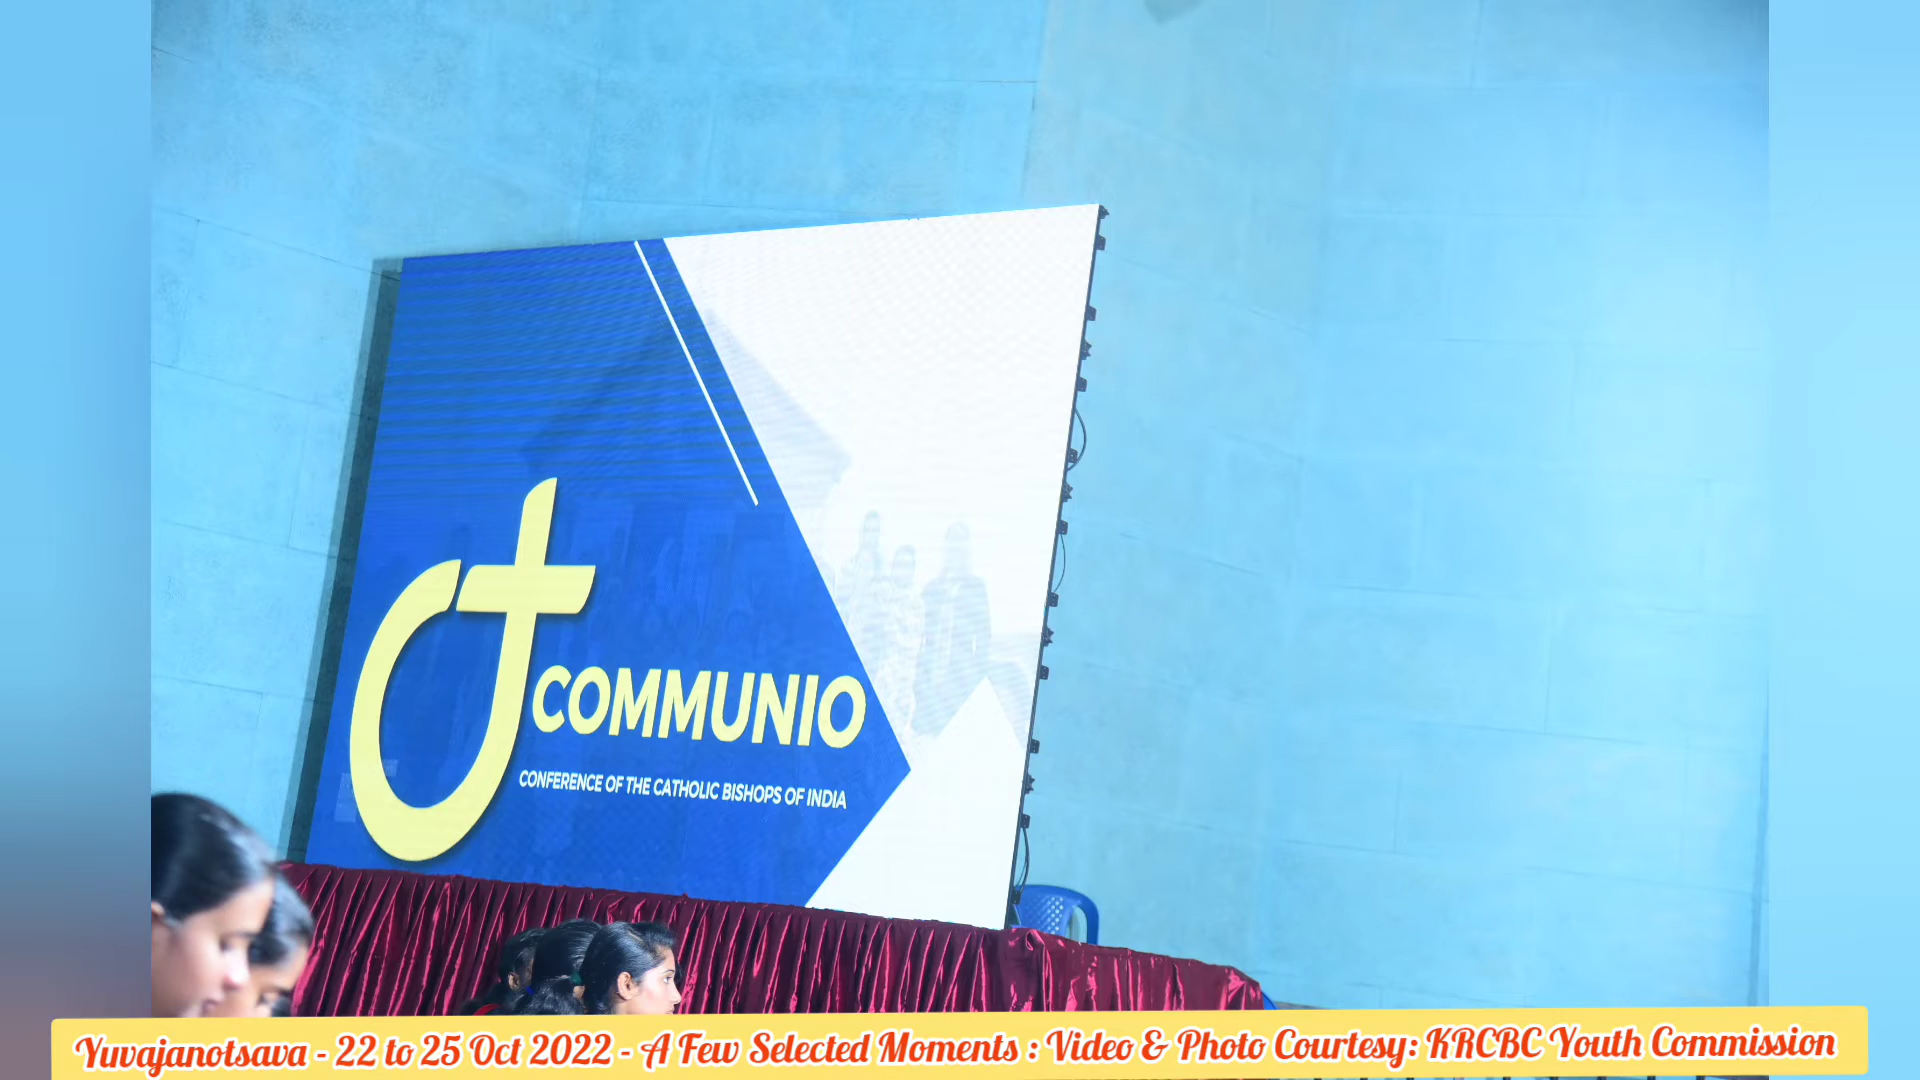 COMMUNIO
CONFERENCE OF THE CATHOLIC BISHOPS OF INDIA
Yuvajanotsava - 22 to 25 Oct 2022 - A Few Selected Moments : Video & Photo Courtesy: KRCBC Youth Commission